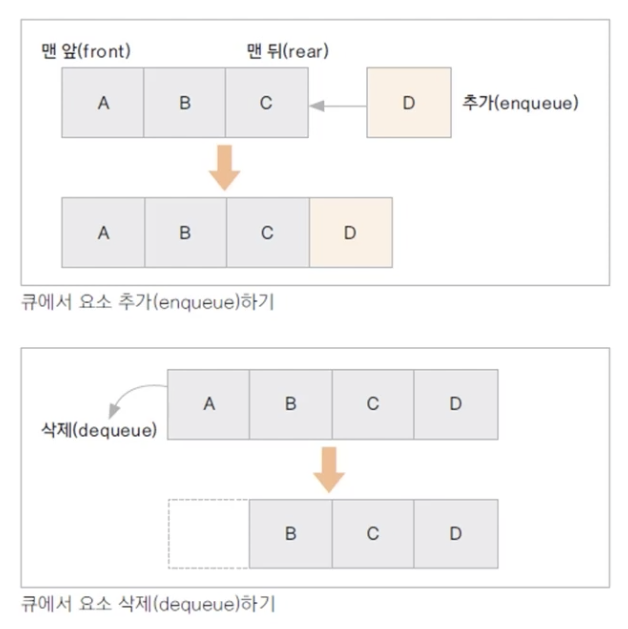 맨 앞(front) 맨 뒤(rear)
A B C D 추가(enqueue)
A B C D
큐에서 요소 추가(enqueue)하기
A B C D
삭제(dequeue)
B C D
큐에서 요소 삭제(dequeue)하기